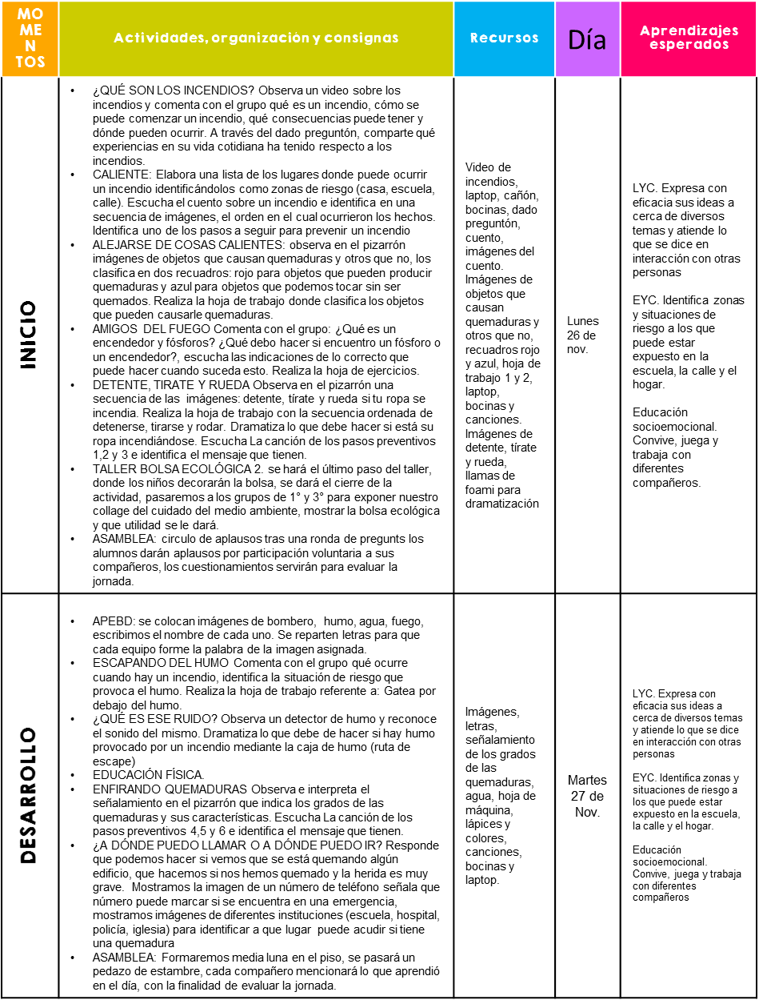 MO
ME
N
TOS
Actividades, organización y consignas
Recursos
Día
Aprendizajes
esperados
INICIO
• ¿QUÉ SON LOS INCENDIOS? Observa un video sobre los
incendios y comenta con el grupo qué es un incendio, cómo se
puede comenzar un incendio, qué consecuencias puede tener y
dónde pueden ocurrir. A través del dado preguntón, comparte qué
experiencias en su vida cotidiana ha tenido respecto a los
incendios.
• CALIENTE: Elabora una lista de los lugares donde puede ocurrir
un incendio identificándolos como zonas de riesgo (casa, escuela,
calle). Escucha el cuento sobre un incendio e identifica en una
secuencia de imágenes, el orden en el cual ocurrieron los hechos.
Identifica uno de los pasos a seguir para prevenir un incendio
• ALEJARSE DE COSAS CALIENTES: observa en el pizarrón
imágenes de objetos que causan quemaduras y otros que no, los
clasifica en dos recuadros: rojo para objetos que pueden producir
quemaduras y azul para objetos que podemos tocar sin ser
quemados. Realiza la hoja de trabajo donde clasifica los objetos
que pueden causarle quemaduras.
• AMIGOS DEL FUEGO Comenta con el grupo: ¿Qué es un
encendedor y fósforos? ¿Qué debo hacer si encuentro un fósforo o
un encendedor?, escucha las indicaciones de lo correcto que
puede hacer cuando suceda esto. Realiza la hoja de ejercicios.
• DETENTE, TIRATE Y RUEDA Observa en el pizarrón una
secuencia de las imágenes: detente, tírate y rueda si tu ropa se
incendia. Realiza la hoja de trabajo con la secuencia ordenada de
detenerse, tirarse y rodar. Dramatiza lo que debe hacer si está su
ropa incendiándose. Escucha La canción de los pasos preventivos
1,2 y 3 e identifica el mensaje que tienen.
• TALLER BOLSA ECOLÓGICA 2. se hará el último paso del taller,
donde los niños decorarán la bolsa, se dará el cierre de la
actividad, pasaremos a los grupos de 1° y 3° para exponer nuestro
collage del cuidado del medio ambiente, mostrar la bolsa ecológica
y que utilidad se le dará.
• ASAMBLEA: circulo de aplausos tras una ronda de pregunts los
alumnos darán aplausos por participación voluntaria a sus
compañeros, los cuestionamientos servirán para evaluar la
jornada.
Video de
incendios,
laptop, cañón,
bocinas, dado
preguntón,
cuento,
imágenes del
cuento.
Imágenes de
objetos que
causan
quemaduras y
otros que no,
recuadros rojo
y azul, hoja de
trabajo 1 y 2,
laptop,
bocinas y
canciones.
Imágenes de
detente, tírate
y rueda,
llamas de
foami para
dramatización
Lunes
26 de
nov.
LYC. Expresa con
eficacia sus ideas a
cerca de diversos
temas y atiende lo
que se dice en
interacción con otras
personas
EYC. Identifica zonas
y situaciones de
riesgo a los que
puede estar
expuesto en la
escuela, la calle y el
hogar.
Educación
socioemocional.
Convive, juega y
trabaja con
diferentes
compañeros.
DESARROLLO
• APEBD: se colocan imágenes de bombero, humo, agua, fuego,
escribimos el nombre de cada uno. Se reparten letras para que
cada equipo forme la palabra de la imagen asignada.
• ESCAPANDO DEL HUMO Comenta con el grupo qué ocurre
cuando hay un incendio, identifica la situación de riesgo que
provoca el humo. Realiza la hoja de trabajo referente a: Gatea por
debajo del humo.
• ¿QUÉ ES ESE RUIDO? Observa un detector de humo y reconoce
el sonido del mismo. Dramatiza lo que debe de hacer si hay humo
provocado por un incendio mediante la caja de humo (ruta de
escape)
• EDUCACIÓN FÍSICA.
• ENFIRANDO QUEMADURAS Observa e interpreta el
señalamiento en el pizarrón que indica los grados de las
quemaduras y sus características. Escucha La canción de los
pasos preventivos 4,5 y 6 e identifica el mensaje que tienen.
• ¿A DÓNDE PUEDO LLAMAR O A DÓNDE PUEDO IR? Responde
que podemos hacer si vemos que se está quemando algún
edificio, que hacemos si nos hemos quemado y la herida es muy
grave. Mostramos la imagen de un número de teléfono señala que
número puede marcar si se encuentra en una emergencia,
mostramos imágenes de diferentes instituciones (escuela, hospital,
policía, iglesia) para identificar a que lugar puede acudir si tiene
una quemadura
• ASAMBLEA: Formaremos media luna en el piso, se pasará un
pedazo de estambre, cada compañero mencionará lo que aprendió
en el día, con la finalidad de evaluar la jornada.
Imágenes,
letras,
señalamiento
de los grados
de las
quemaduras,
agua, hoja de
máquina,
lápices y
colores,
canciones,
bocinas y
laptop.
Martes
27 de
Nov.
LYC. Expresa con
eficacia sus ideas a
cerca de diversos temas
y atiende lo que se dice
en interacción con otras
personas
EYC. Identifica zonas y
situaciones de riesgo a
los que puede estar
expuesto en la escuela,
la calle y el hogar.
Educación
socioemocional.
Convive, juega y trabaja
con diferentes
compañeros